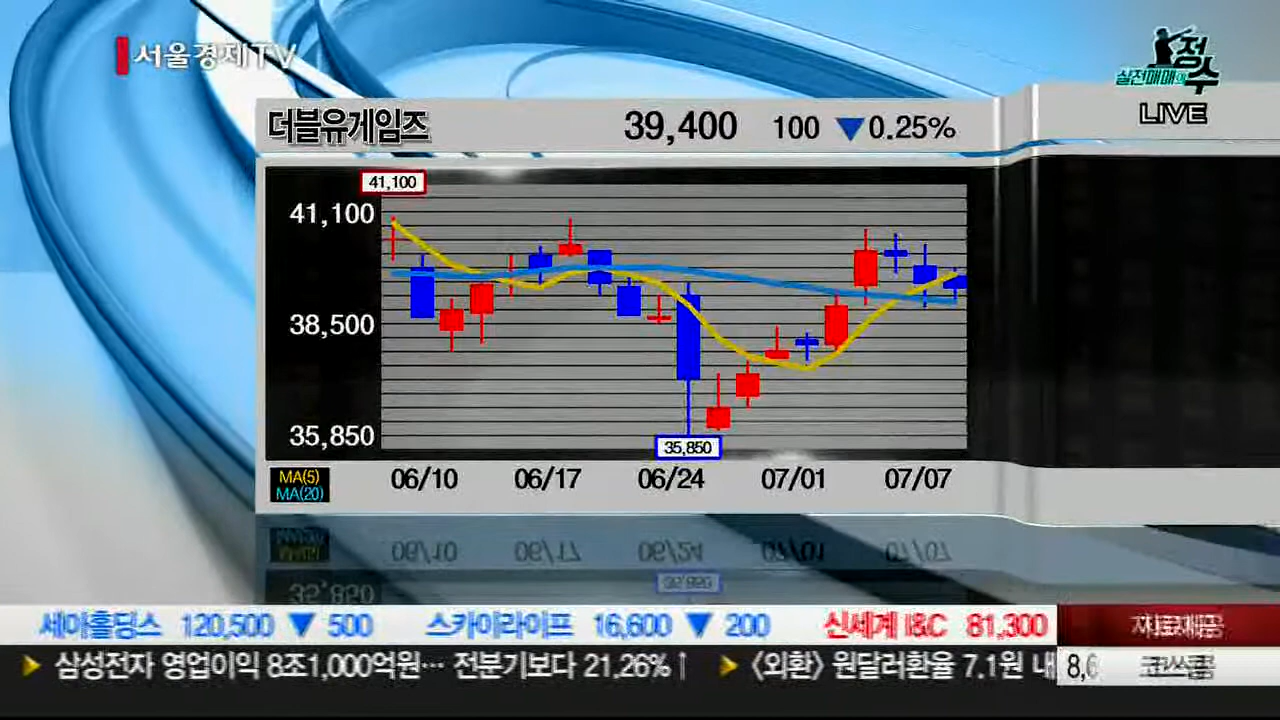 서울경제TV
실전매매의 정수
LIVE
더블유게임즈 39,400 100 ▼0.25%
41,100
41,100
38,500
35,850
35,850
MA(5)
MA(20)
06/10 06/17 06/24 07/01 07/07
세아홀딩스 120,500 ▼ 500 스카이라이프 16,600 ▼ 200 신세계 I&C 81,300
삼성전자 영업이익 8조1,000억원… 전분기보다 21,26%↑ 〈외환〉 원달러환율 7.1원 내